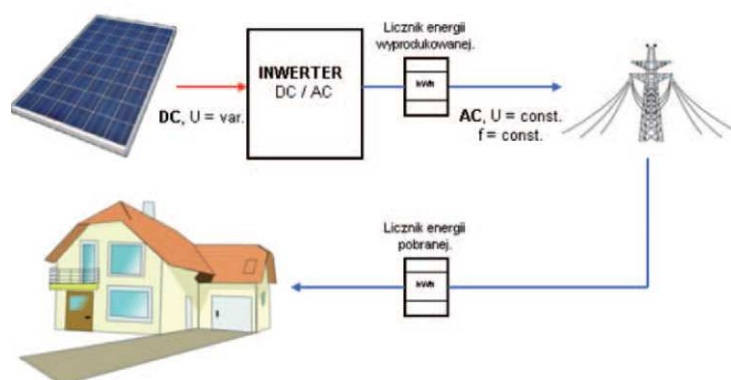 Licznik energii
wyprodukowanej.
INWERTER
DC / AC
kWh
DC, U = var.
AC, U = const.
f = const.
Licznik energii
pobranej.
kWh